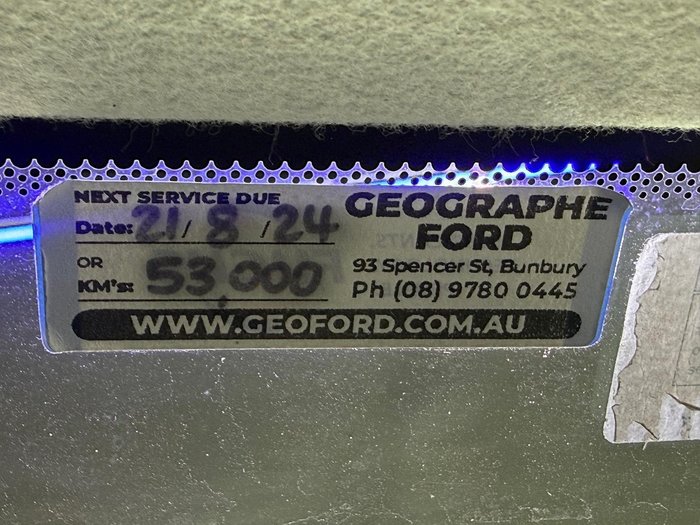 NEXT SERVICE DUE
Date: 21/8/24
OR
KM's: 53,000
GEOGRAPHE
FORD
93 Spencer St, Bunbury
Ph (08) 9780 0445
WWW.GEOFORD.COM.AU